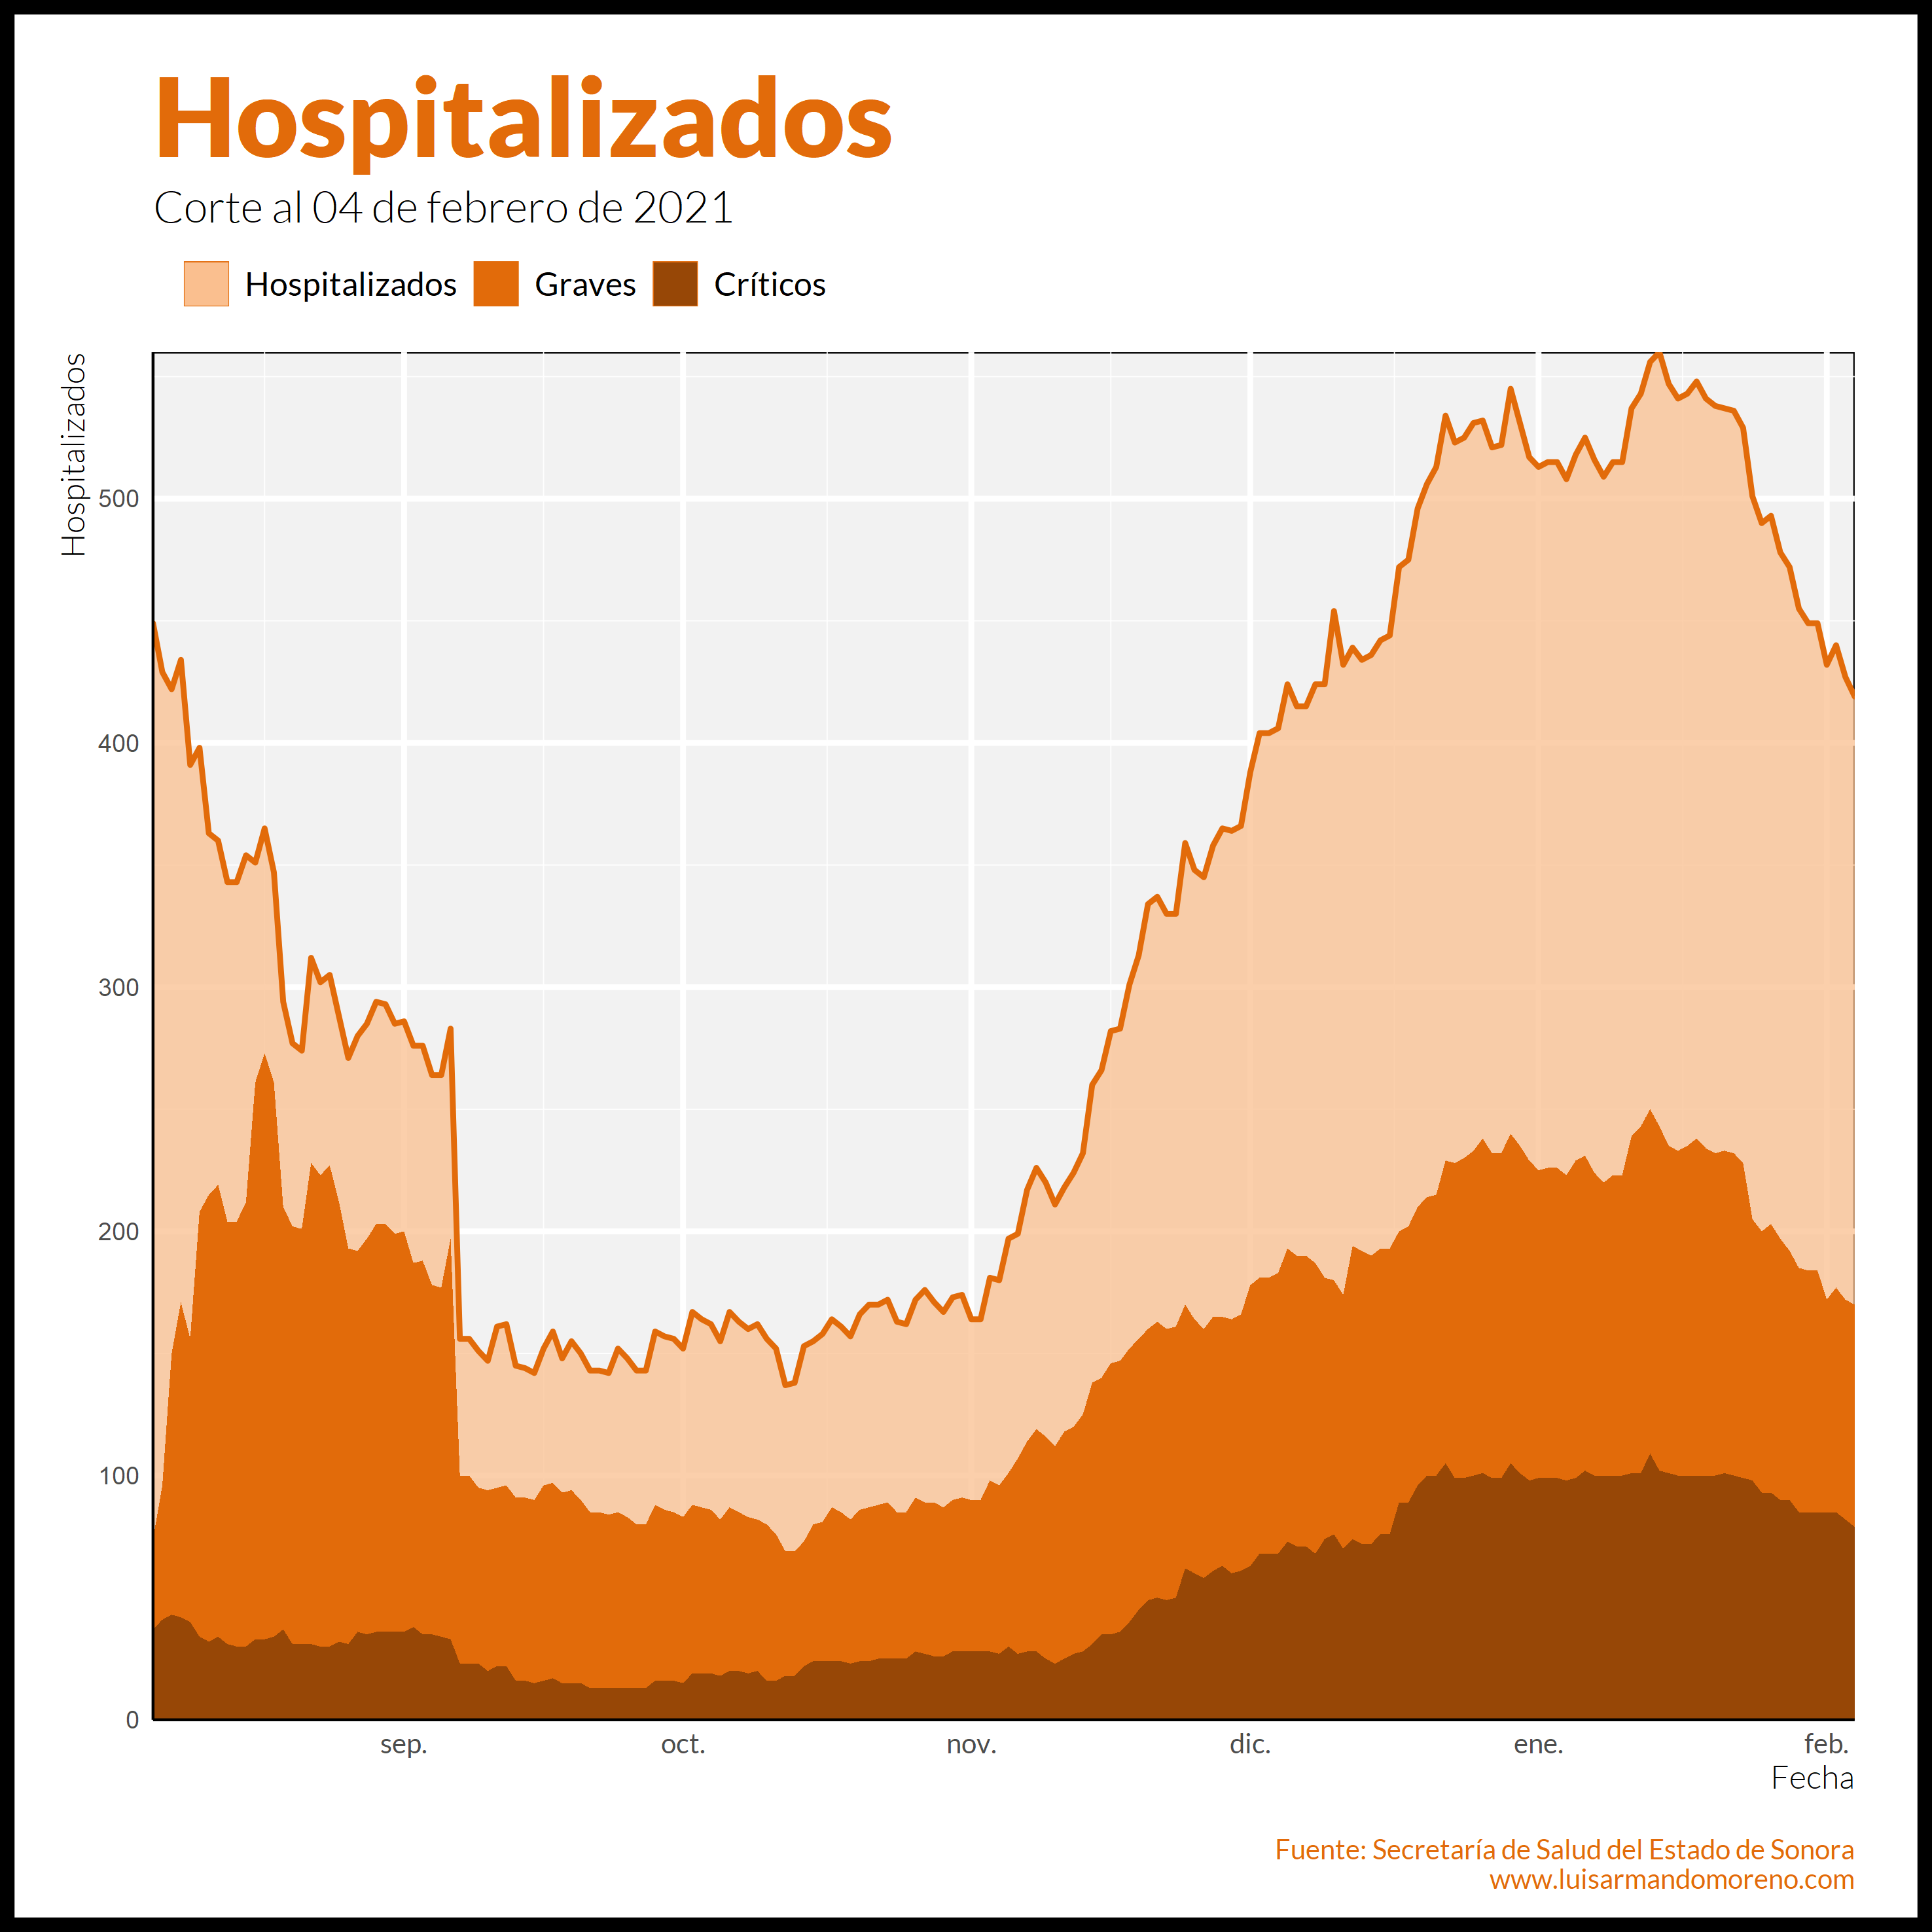 Hospitalizados
Corte al 04 de febrero de 2021
Hospitalizados Graves Críticos
Hospitalizados
500
400
300
200
100
0
sep. oct. nov. dic. ene. feb.
Fecha
Fuente: Secretaría de Salud del Estado de Sonora
www.luisarmandomoreno.com